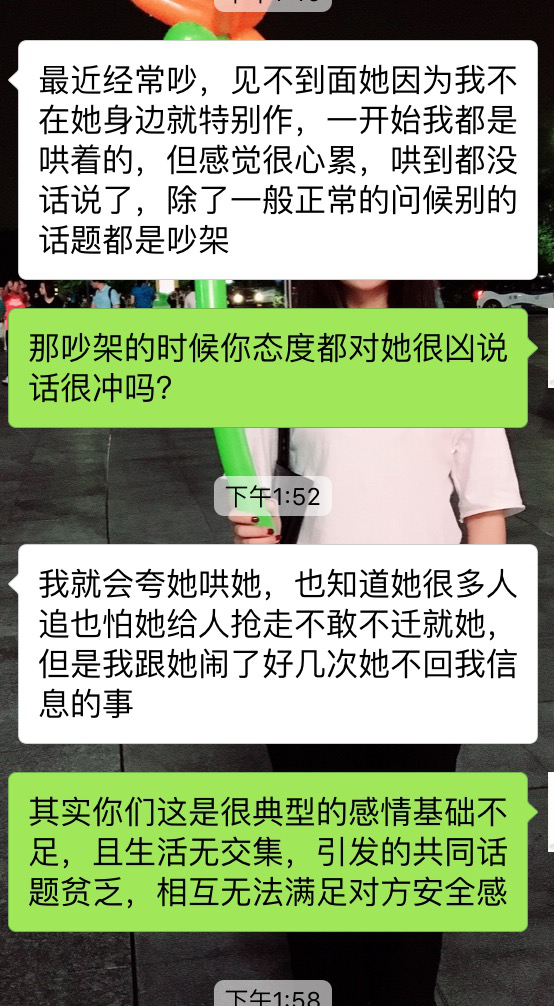 最近经常吵，见不到面她因为我不
在她身边就特别作，一开始我都是
哄着的，但感觉很心累，哄到都没
话说了，除了一般正常的问候别的
话题都是吵架
那吵架的时候你态度都对她很凶说
话很冲吗？
下午1:52
我就会夸她哄她，也知道她很多人
追也怕她给人抢走不敢不迁就她，
但是我跟她闹了好几次她不回我信
息的事
其实你们这是很典型的感情基础不
足，且生活无交集，引发的共同话
题贫乏，相互无法满足对方安全感
下午1:58